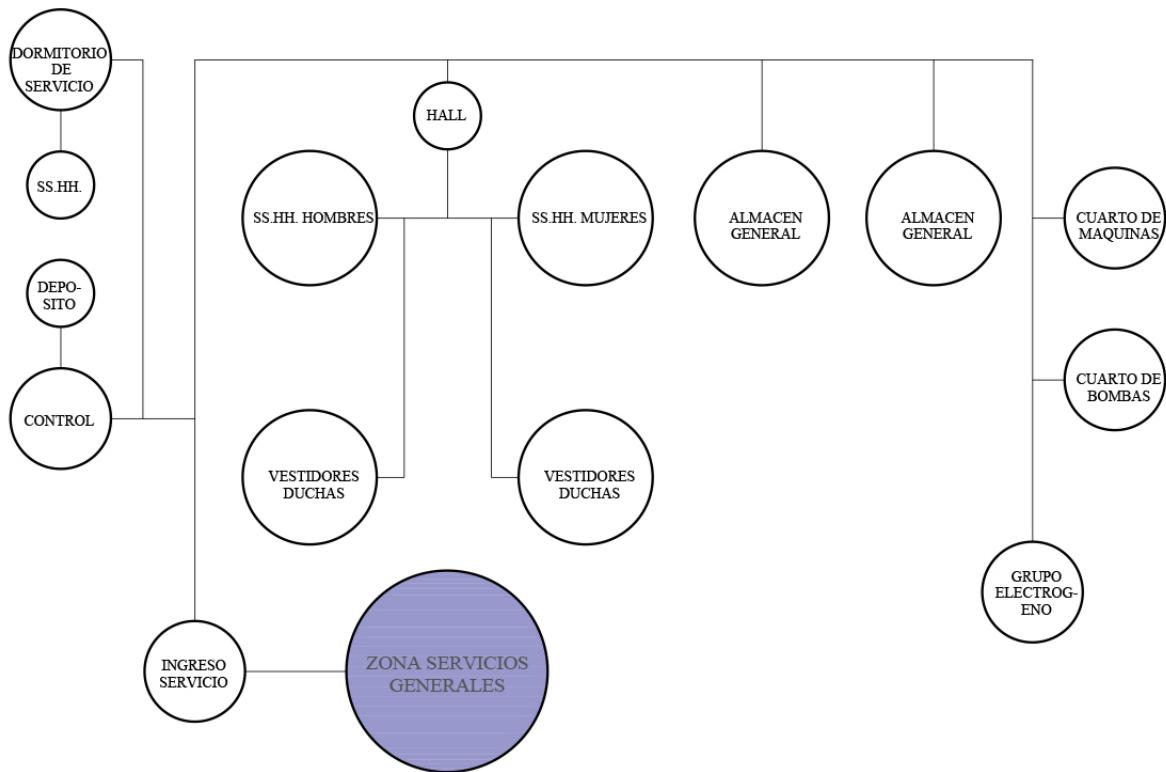 DORMITORIO
DE
SERVICIO
HALL
SS.HH.
SS.HH. HOMBRES
SS.HH. MUJERES
ALMACEN
GENERAL
ALMACEN
GENERAL
CUARTO DE
MAQUINAS
DEPO-
SITO
CUARTO DE
BOMBAS
CONTROL
VESTIDORES
DUCHAS
VESTIDORES
DUCHAS
GRUPO
ELECTROG-
ENO
INGRESO
SERVICIO
ZONA SERVICIOS
GENERALES